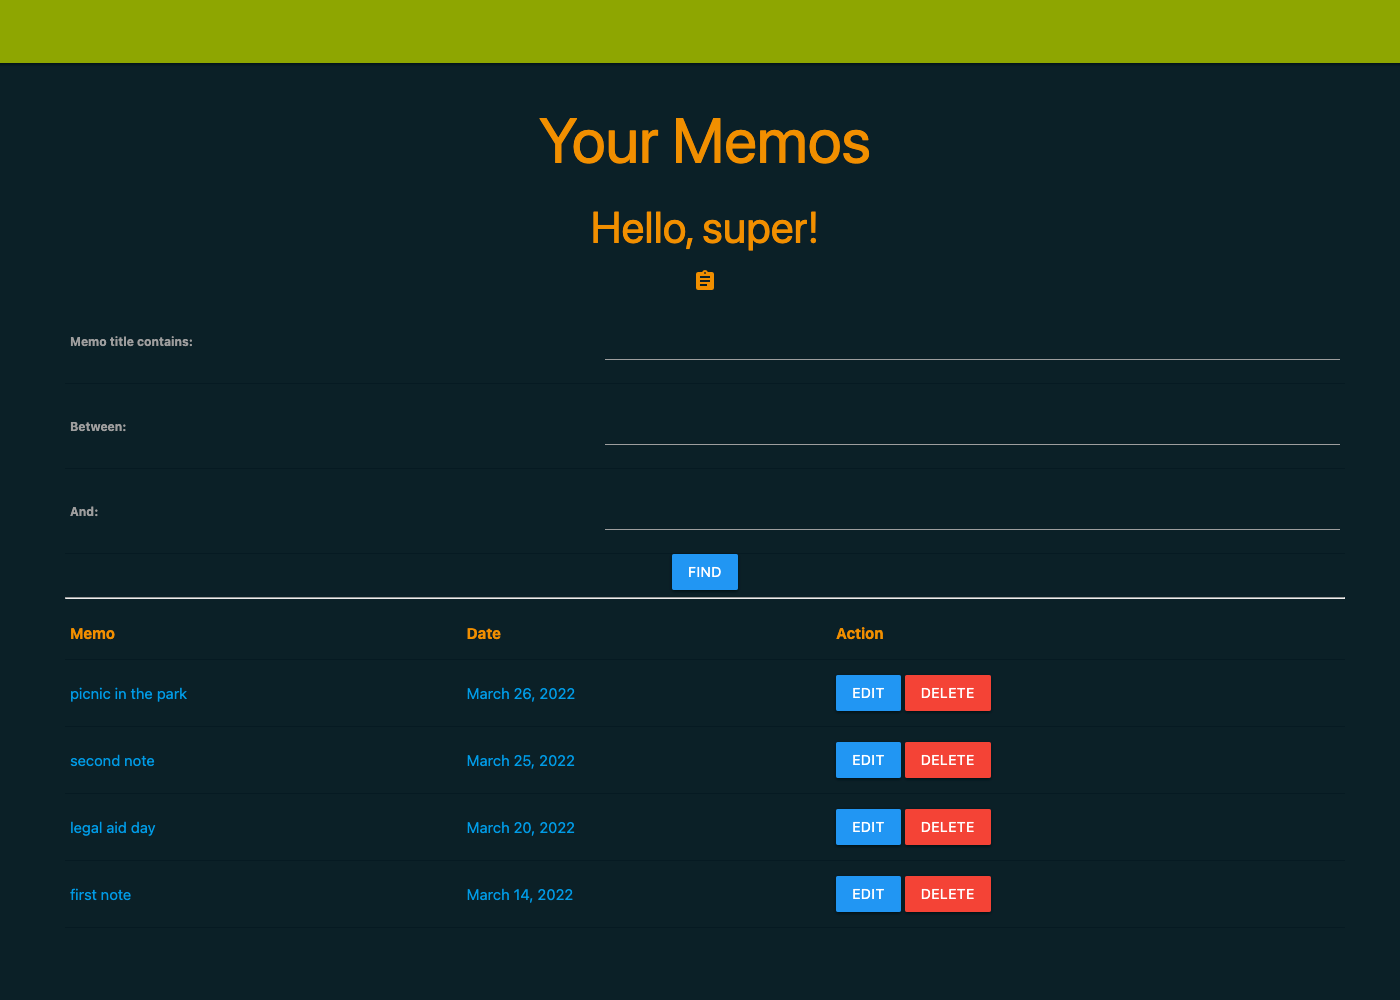 Your Memos
Hello, super!
Memo title contains:
Between:
And:
FIND
Memo Date Action
picnic in the park March 26, 2022 EDIT DELETE
second note March 25, 2022 EDIT DELETE
legal aid day March 20, 2022 EDIT DELETE
first note March 14, 2022 EDIT DELETE